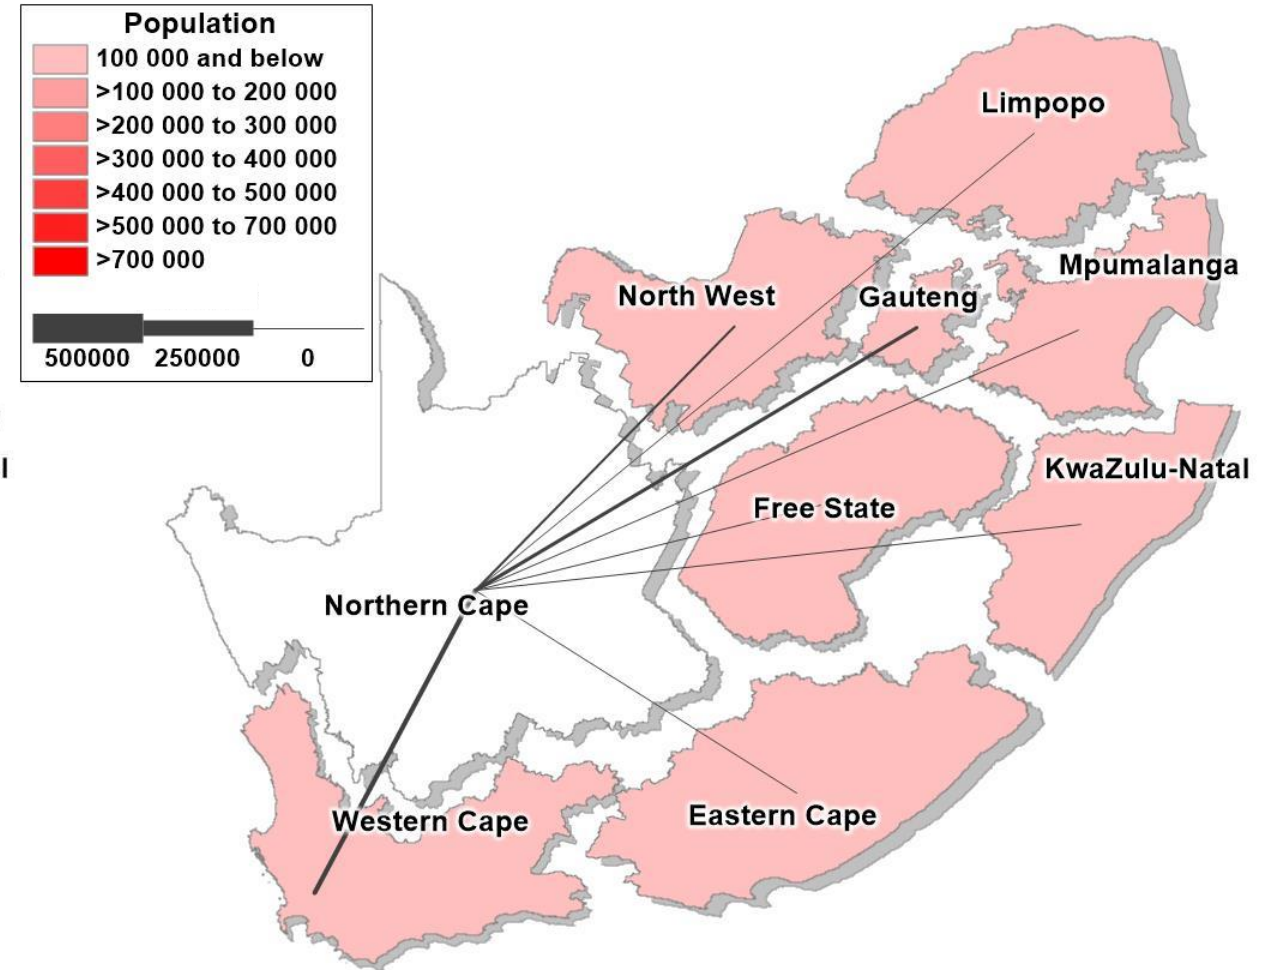 Population
100 000 and below
>100 000 to 200 000
>200 000 to 300 000
>300 000 to 400 000
>400 000 to 500 000
>500 000 to 700 000
>700 000
500000 250000 0
Limpopo
Mpumalanga
North West
Gauteng
KwaZulu-Natal
Free State
Northern Cape
Western Cape
Eastern Cape